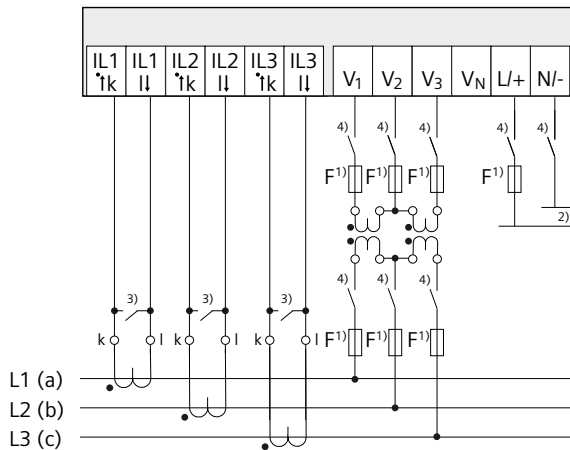 IL1 IL1 IL2 IL2 IL3 IL3
k l k l k l V1 V2 V3 VN L/+ N/-
4) 4) 4) 4) 4)
F1) F1) F1) F1)
2)
3) 3) 3) 4) 4) 4)
k l k l k l F1) F1) F1)
L1 (a)
L2 (b)
L3 (c)